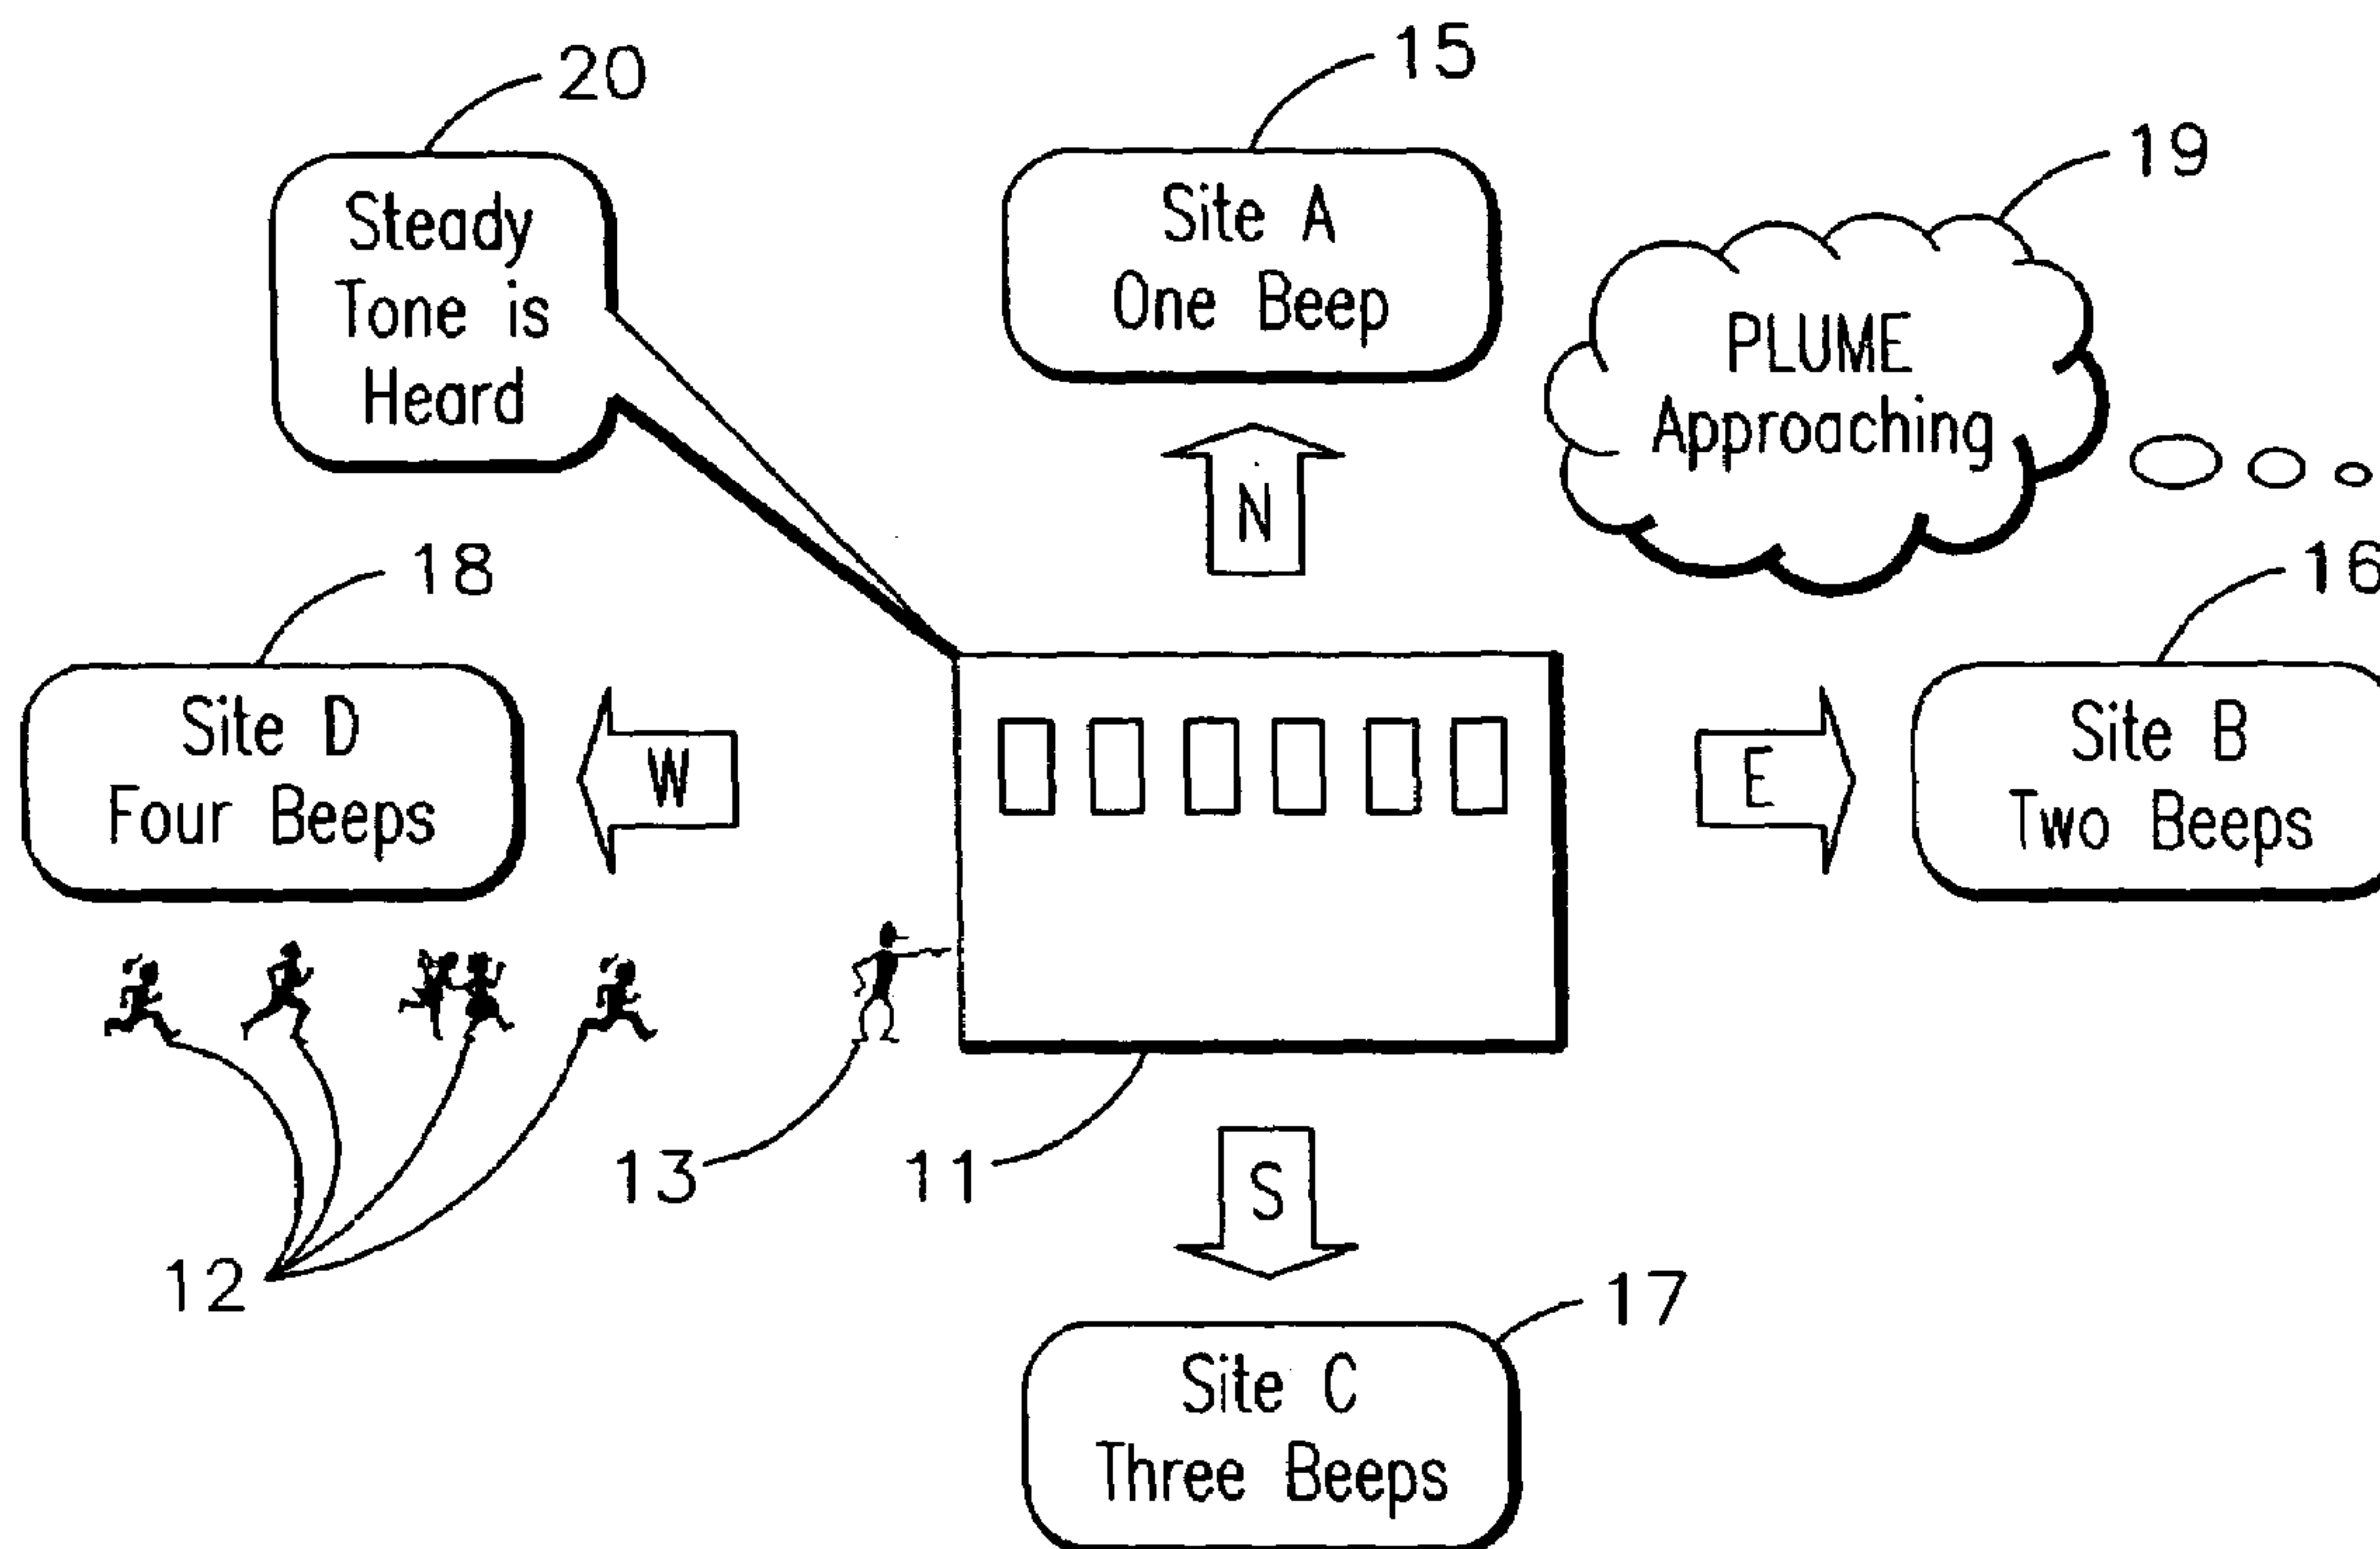 20
15
19
Steady
Tone is
Heard
Site A
One Beep
PLUME
Approaching
N
18
16
Site D
Four Beeps
W
E
Site B
Two Beeps
13
11
S
12
17
Site C
Three Beeps